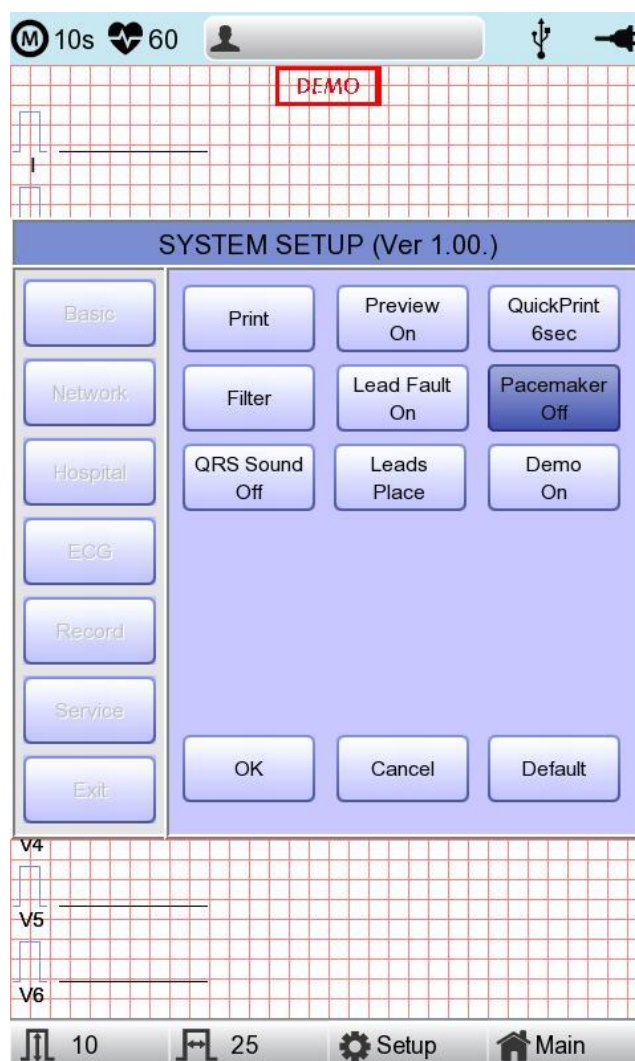 M 10s 60
DEMO
I
SYSTEM SETUP (Ver 1.00.)
Basic
Network
Hospital
ECG
Record
Service
Exit
Print
Preview
On
QuickPrint
6sec
Filter
Lead Fault
On
Pacemaker
Off
QRS Sound
Off
Leads
Place
Demo
On
OK
Cancel
Default
V4
V5
V6
10
25
Setup
Main